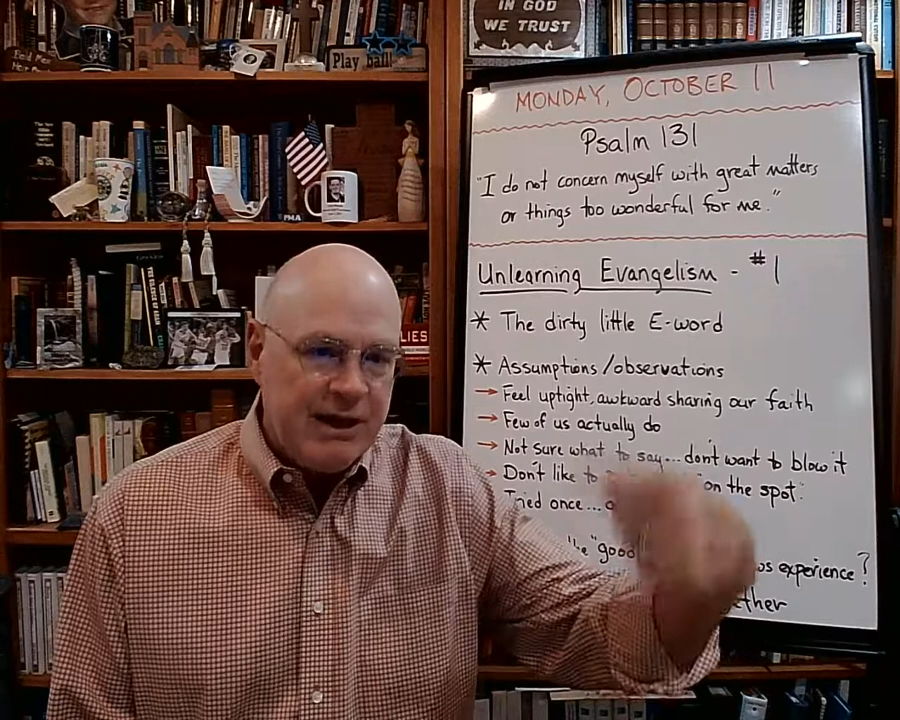 IN GOD
WE TRUST
Play ball
MONDAY, OCTOBER 11
Psalm 131
"I do not concern myself with great matters
or things too wonderful for me."
Unlearning Evangelism - #1
* The dirty little E-word
* Assumptions/observations
→ Feel uptight, awkward sharing our faith
→ Few of us actually do
→ Not sure what to say... don't want to blow it
→ Don't like to "on the spot".
Tried once...
"good
experience?
LIES
PMA